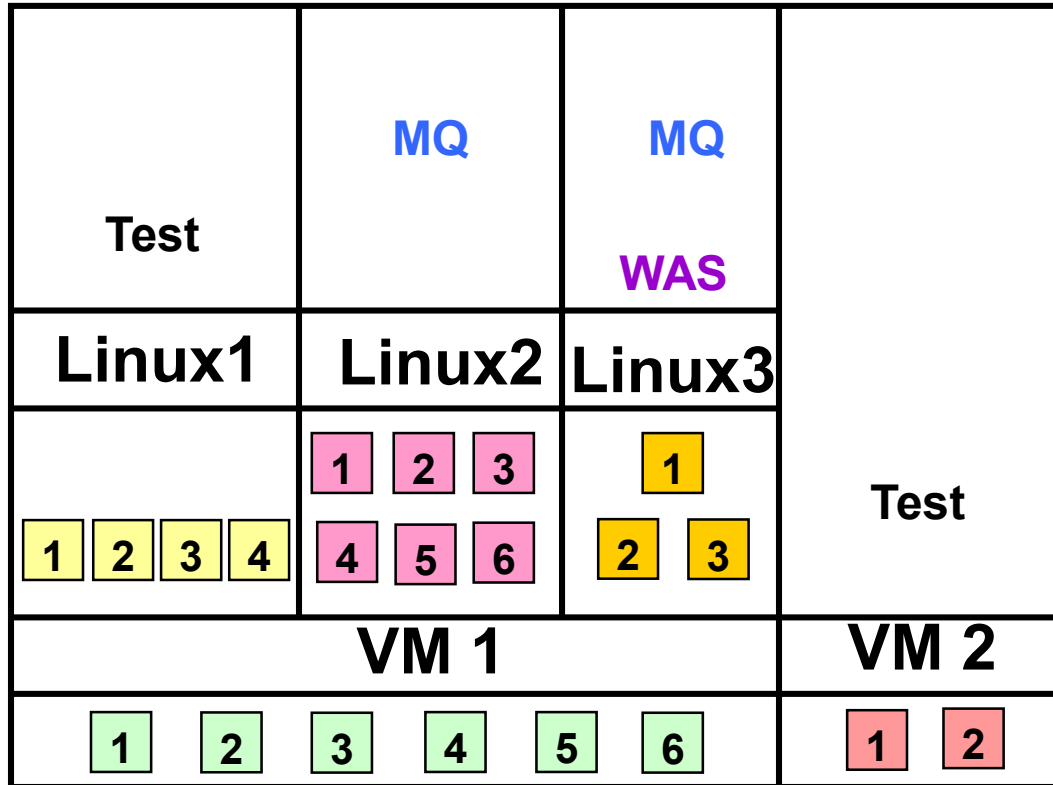 MQ MQ
Test
WAS
Linux1 Linux2 Linux3
1 2 3 1
Test
1 2 3 4 4 5 6 2 3
VM 1 VM 2
1 2 3 4 5 6 1 2